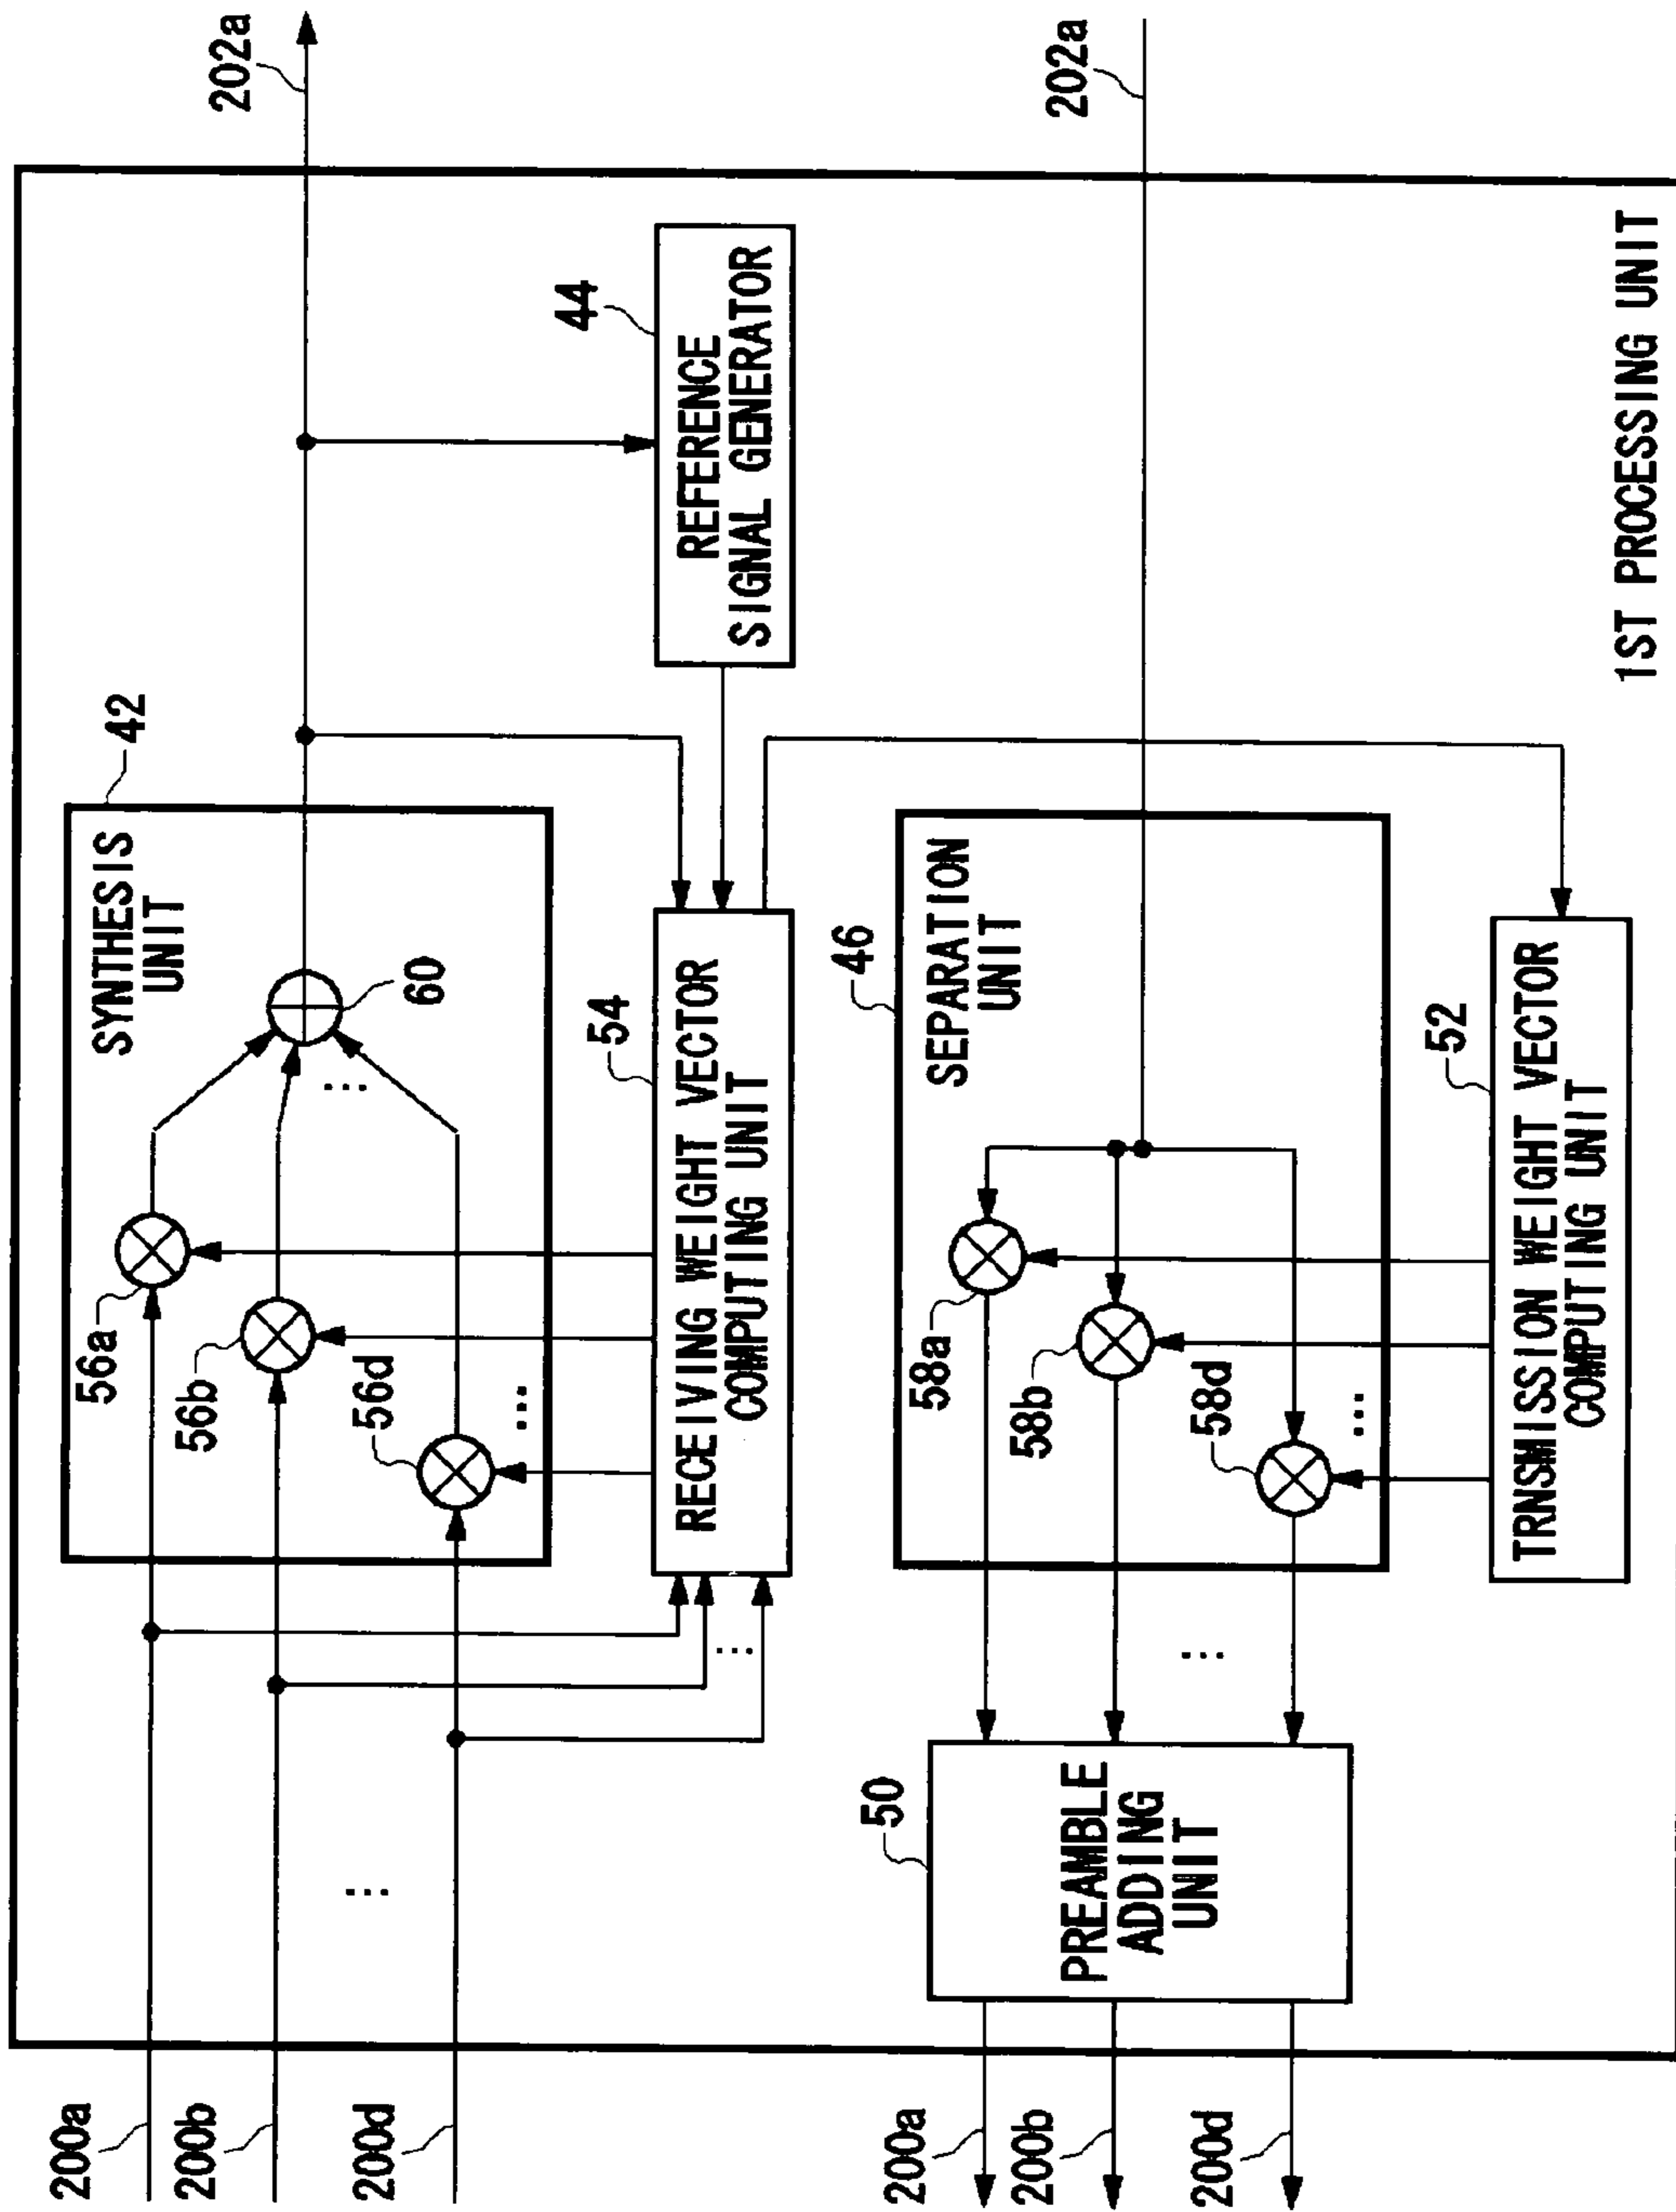 200a
200b
200d
...
56a
56b
56d
...
SYNTHESIS
UNIT
42
...
60
202a
54
RECEIVING WEIGHT VECTOR
COMPUTING UNIT
...
44
REFERENCE
SIGNAL GENERATOR
200a
200b
200d
50
PREAMBLE
ADDING
UNIT
...
58a
58b
58d
...
46
SEPARATION
UNIT
202a
52
TRNSMISSION WEIGHT VECTOR
COMPUTING UNIT
1ST PROCESSING UNIT